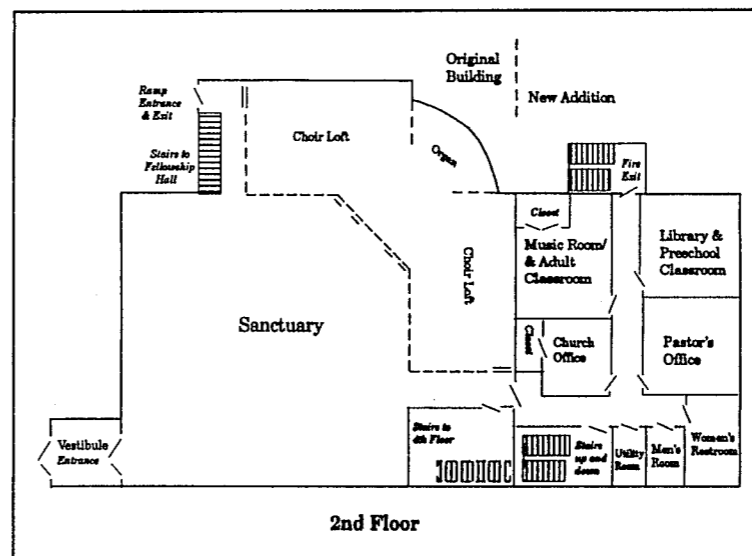 Original
Building
New Addition
Ramp
Entrance
& Exit
Choir Loft
Stairs to
Fellowship
Hall
Organ
Fire
Exit
Closet
Music Room/
& Adult
Classroom
Library &
Preschool
Classroom
Choir Loft
Sanctuary
Closet
Church
Office
Pastor's
Office
Vestibule
Entrance
Stairs to
4th Floor
Stairs
up and
down
Utility
Room
Men's
Room
Women's
Restroom
2nd Floor